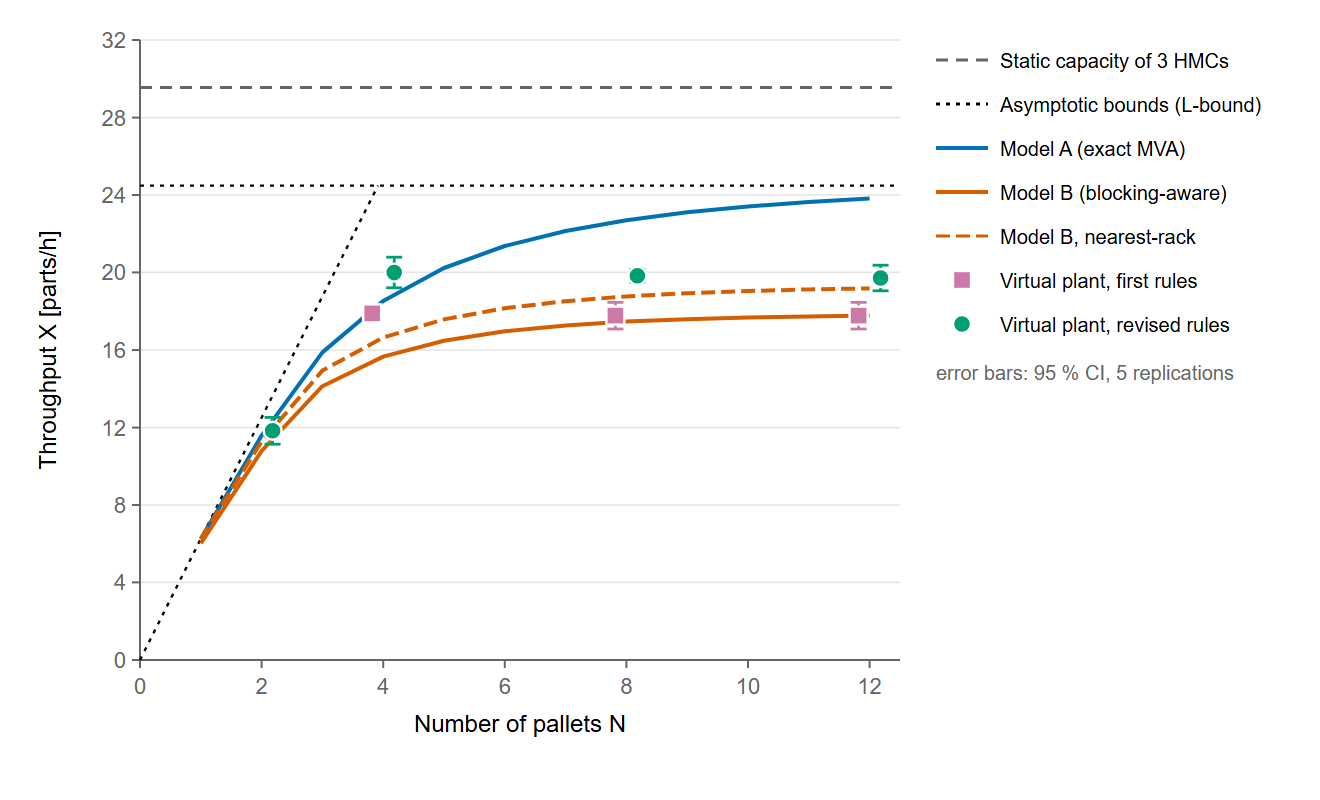 32
28
24
20
16
12
8
4
0
0 2 4 6 8 10 12
Throughput X [parts/h]
Number of pallets N
Static capacity of 3 HMCs
Asymptotic bounds (L-bound)
Model A (exact MVA)
Model B (blocking-aware)
Model B, nearest-rack
Virtual plant, first rules
Virtual plant, revised rules
error bars: 95 % CI, 5 replications